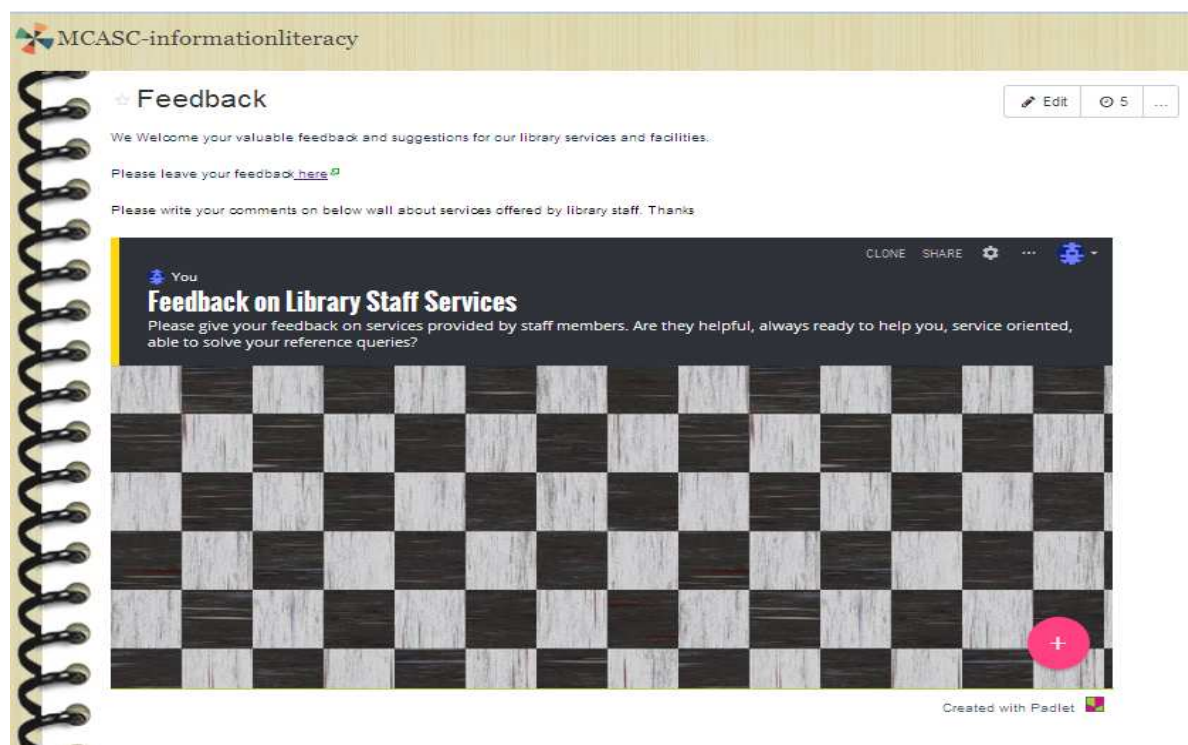 MCASC-informationliteracy
Feedback
Edit
5
...
We Welcome your valuable feedback and suggestions for our library services and facilities.
Please leave your feedback here
Please write your comments on below wall about services offered by library staff. Thanks
CLONE SHARE ...
You
Feedback on Library Staff Services
Please give your feedback on services provided by staff members. Are they helpful, always ready to help you, service oriented,
able to solve your reference queries?
+
Created with Padlet